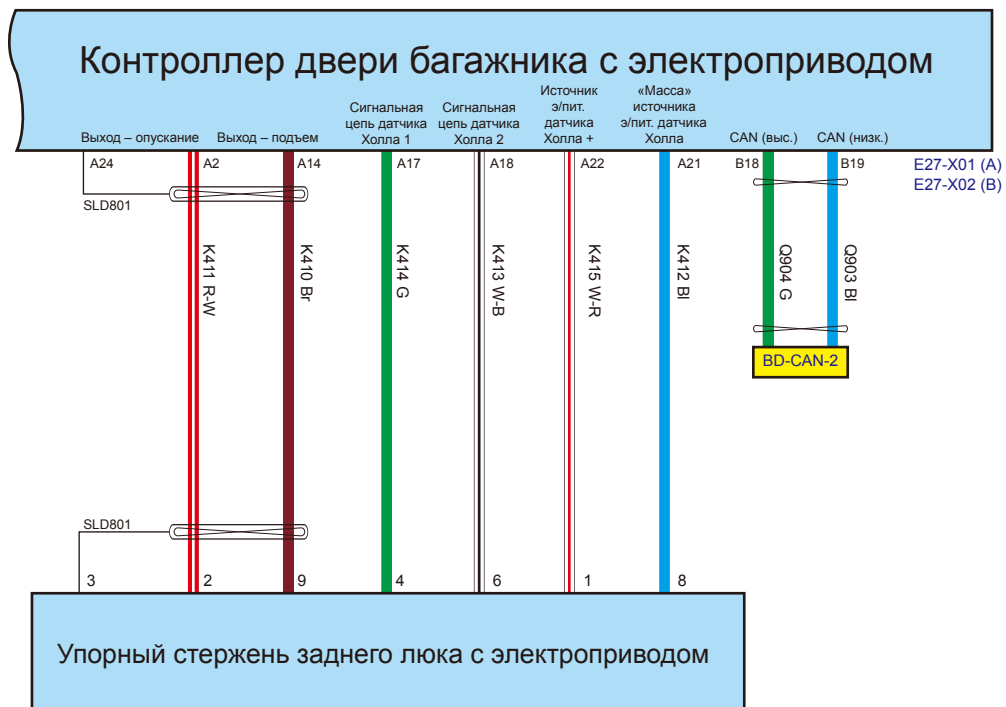 Контроллер двери багажника с электроприводом
Выход – опускание
Выход – подъем
Сигнальная
цепь датчика
Холла 1
Сигнальная
цепь датчика
Холла 2
Источник
э/пит.
датчика
Холла +
«Масса»
источника
э/пит. датчика
Холла
CAN (выс.)
CAN (низк.)
A24
A2
A14
A17
A18
A22
A21
B18
B19
E27-X01 (A)
E27-X02 (B)
SLD801
K411 R-W
K410 Br
K414 G
K413 W-B
K415 W-R
K412 Bl
Q904 G
Q903 Bl
BD-CAN-2
SLD801
3
2
9
4
6
1
8
Упорный стержень заднего люка с электроприводом